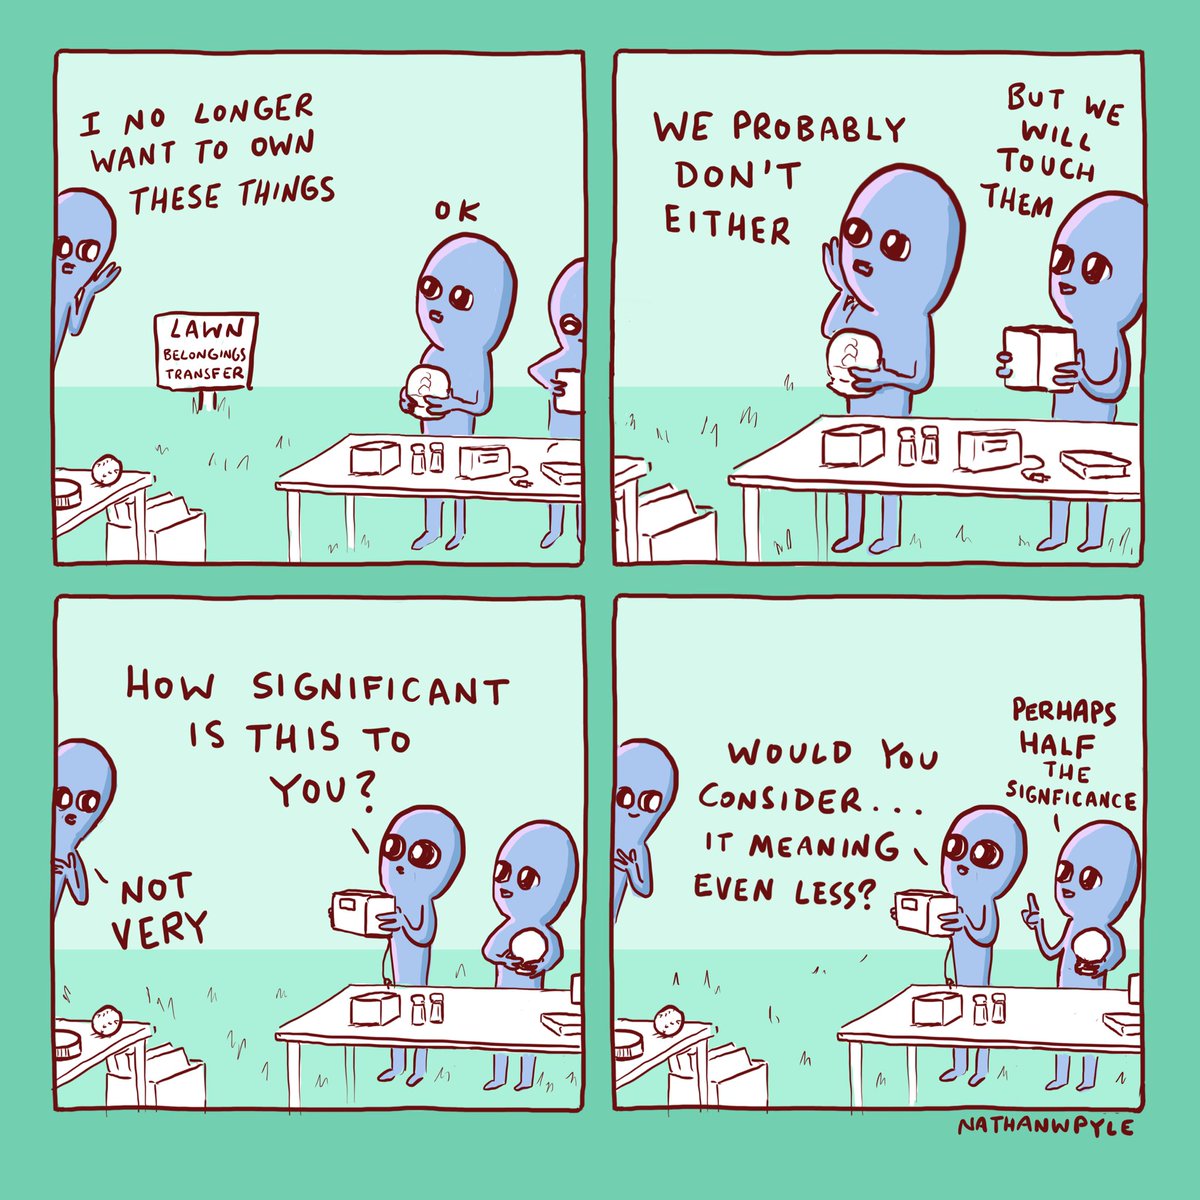 I NO LONGER
WANT TO OWN
THESE THINGS
OK
LAWN
BELONGINGS
TRANSFER
WE PROBABLY
DON'T
EITHER
BUT WE
WILL
TOUCH
THEM
HOW SIGNIFICANT
IS THIS TO
YOU?
NOT
VERY
WOULD YOU
CONSIDER...
IT MEANING
EVEN LESS?
PERHAPS
HALF
THE
SIGNFICANCE
NATHANWPYLE